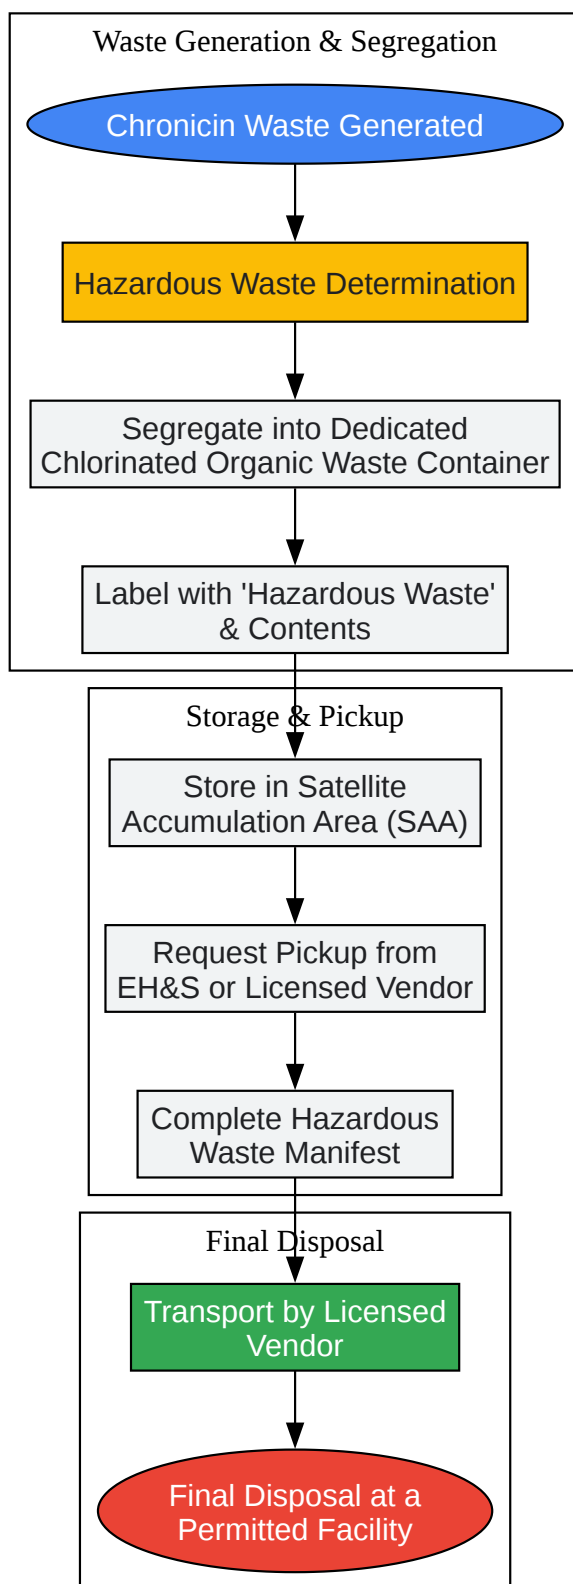 Waste Generation & Segregation
Chronicin Waste Generated
Hazardous Waste Determination
Segregate into Dedicated
Chlorinated Organic Waste Container
Label with 'Hazardous Waste'
& Contents
Storage & Pickup
Store in Satellite
Accumulation Area (SAA)
Request Pickup from
EH&S or Licensed Vendor
Complete Hazardous
Waste Manifest
Final Disposal
Transport by Licensed
Vendor
Final Disposal at a
Permitted Facility